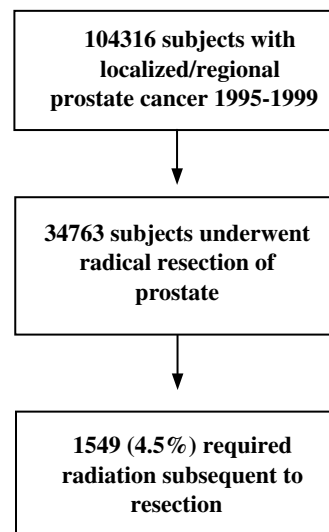 104316 subjects with
localized/regional
prostate cancer 1995-1999
34763 subjects underwent
radical resection of
prostate
1549 (4.5%) required
radiation subsequent to
resection